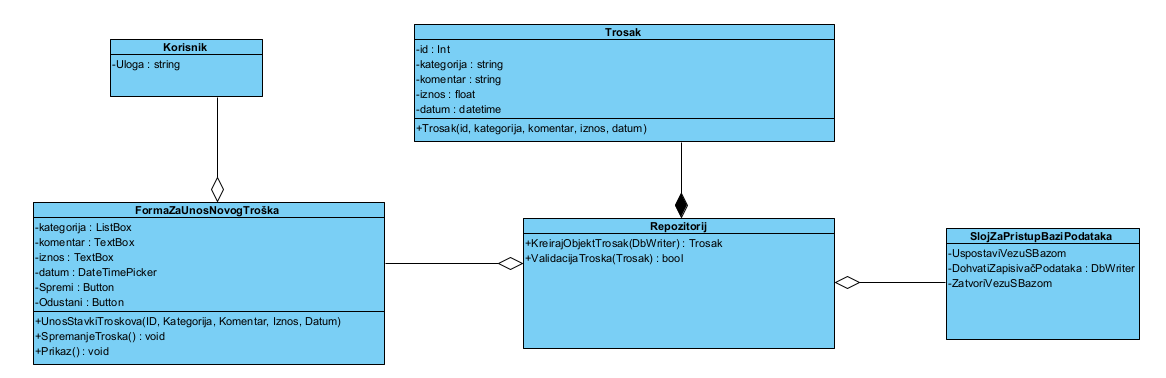 Korisnik
-Uloga : string
Trosak
-id : Int
-kategorija : string
-komentar : string
-iznos : float
-datum : datetime
+Trosak(id, kategorija, komentar, iznos, datum)
FormaZaUnosNovogTroška
-kategorija : ListBox
-komentar : TextBox
-iznos : TextBox
-datum : DateTimePicker
-Spremi : Button
-Odustani : Button
+UnosStavkiTroskova(ID, Kategorija, Komentar, Iznos, Datum)
+SpremanjeTroska() : void
+Prikaz() : void
Repozitorij
+KreirajObjektTrosak(DbWriter) : Trosak
+ValidacijaTroska(Trosak) : bool
SlojZaPristupBaziPodataka
-UspostaviVezuSBazom
-DohvatiZapisivačPodataka : DbWriter
-ZatvoriVezuSBazom